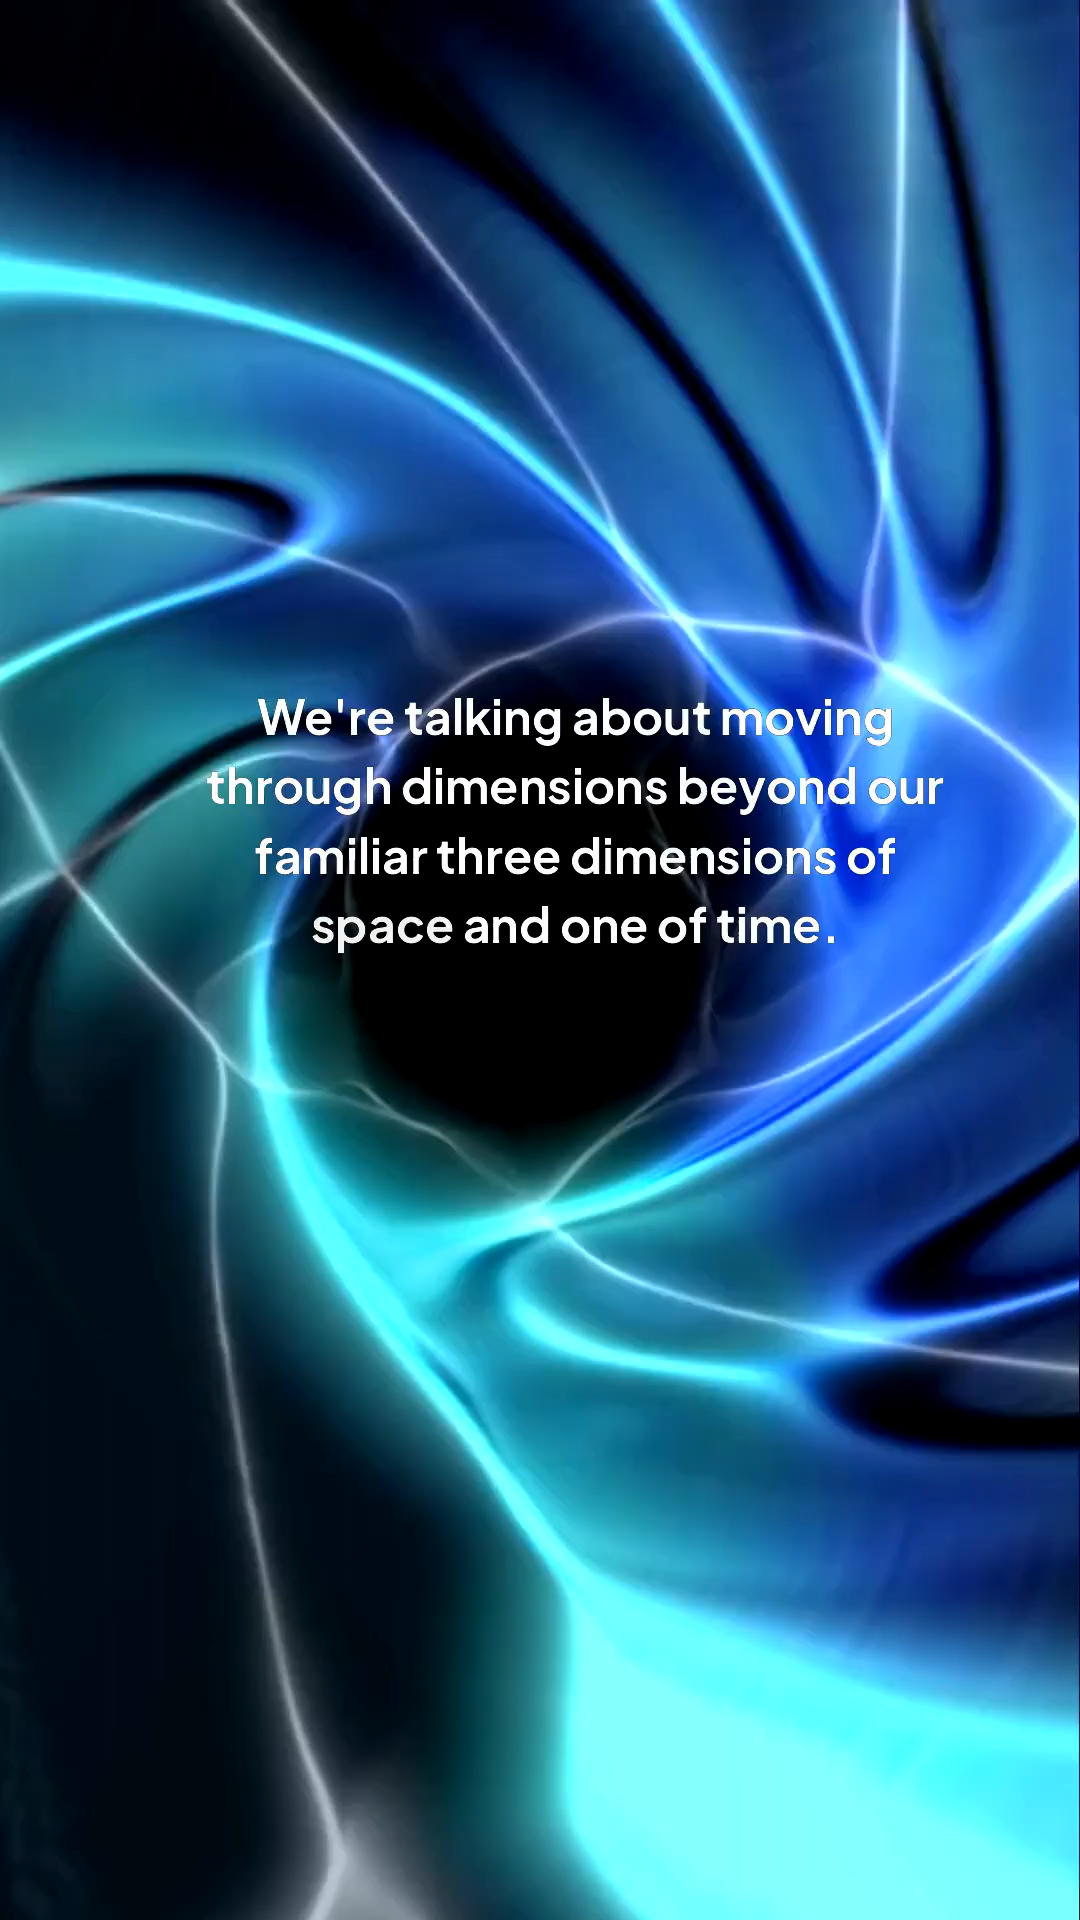 We're talking about moving
through dimensions beyond our
familiar three dimensions of
space and one of time.